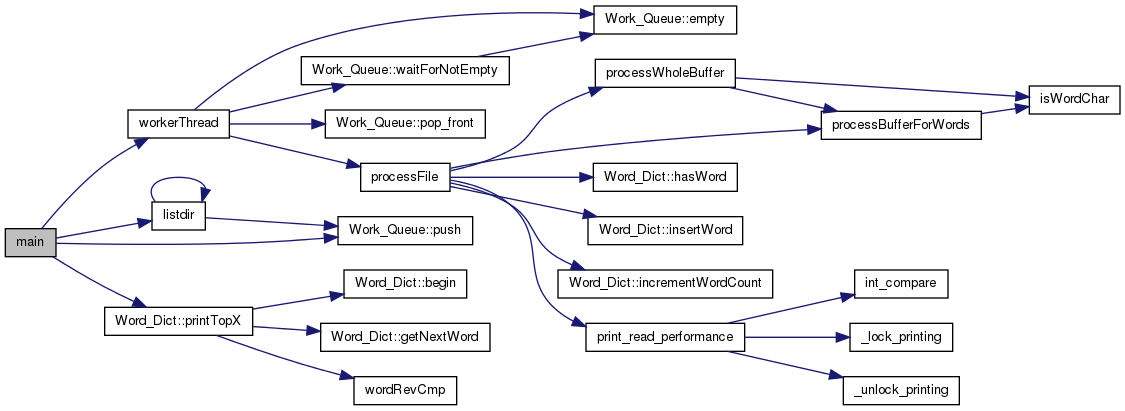 Work_Queue::empty
Work_Queue::waitForNotEmpty
processWholeBuffer
isWordChar
workerThread
Work_Queue::pop_front
processBufferForWords
processFile
Word_Dict::hasWord
listdir
main
Work_Queue::push
Word_Dict::insertWord
Word_Dict::begin
Word_Dict::incrementWordCount
int_compare
Word_Dict::printTopX
Word_Dict::getNextWord
print_read_performance
_lock_printing
wordRevCmp
_unlock_printing